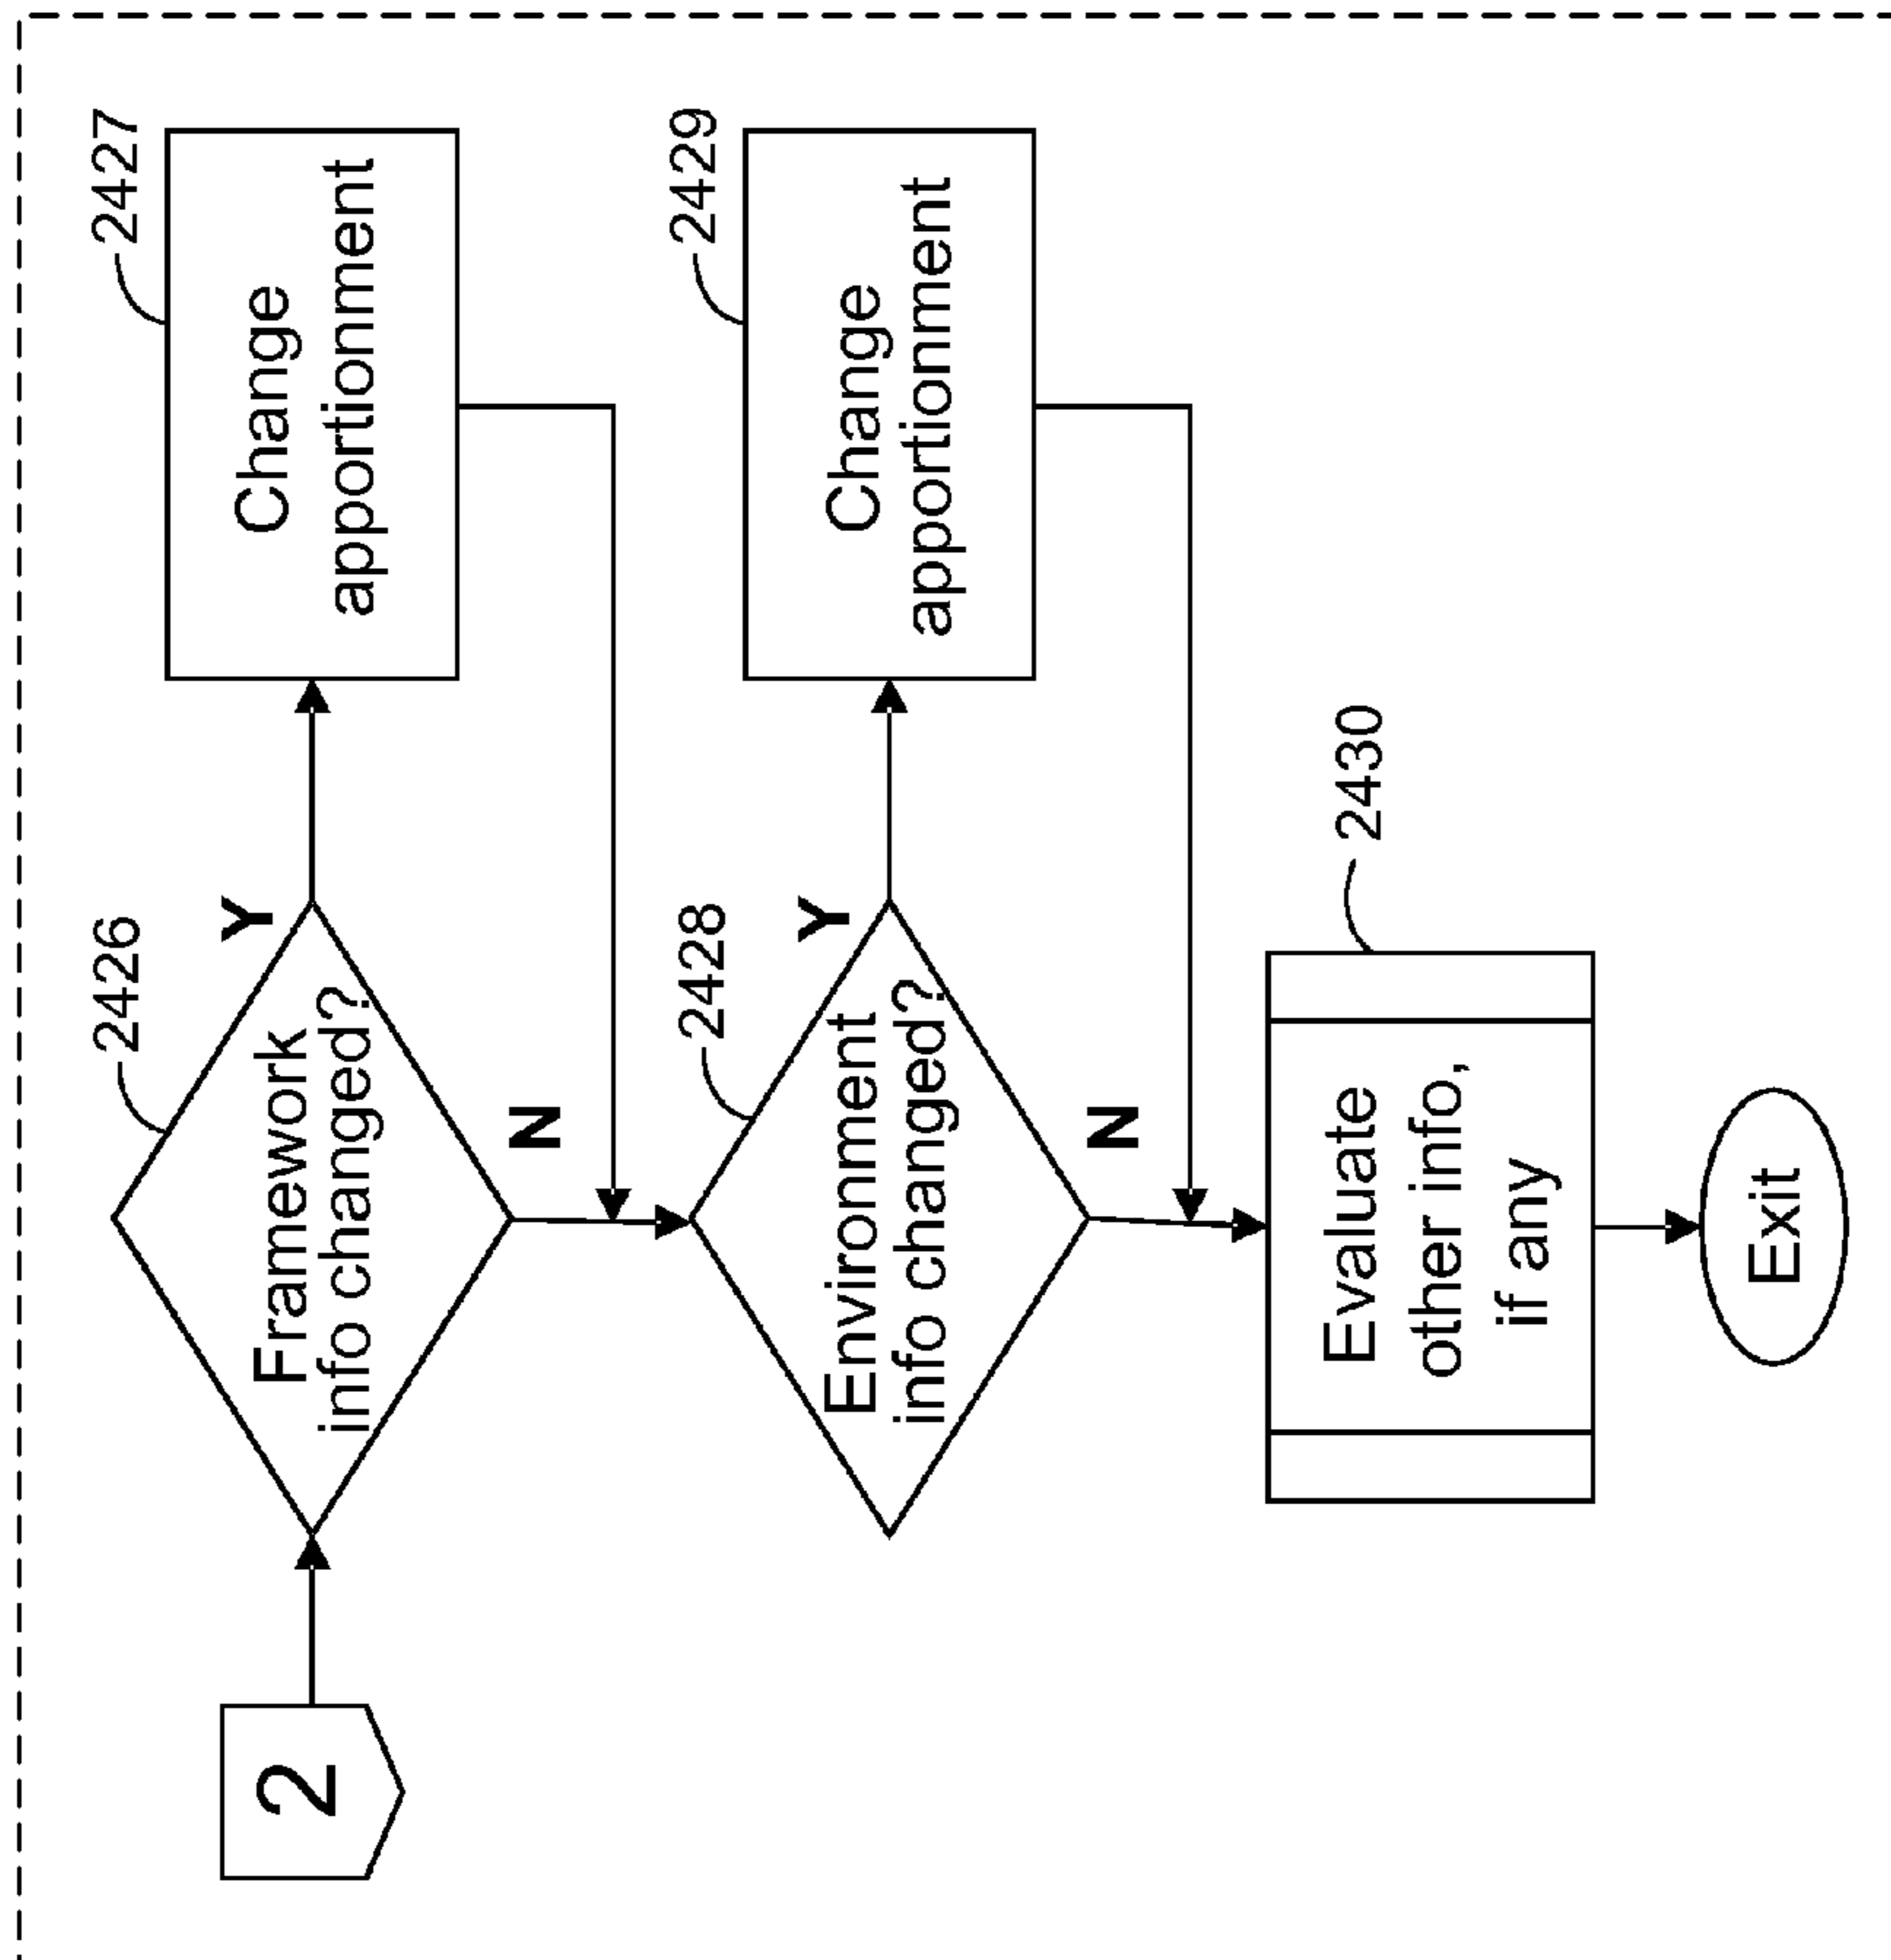 2
2426
Framework
info changed?
Y
N
2427
Change
apportionment
2428
Environment
info changed?
Y
N
2429
Change
apportionment
2430
Evaluate
other info,
if any
Exit